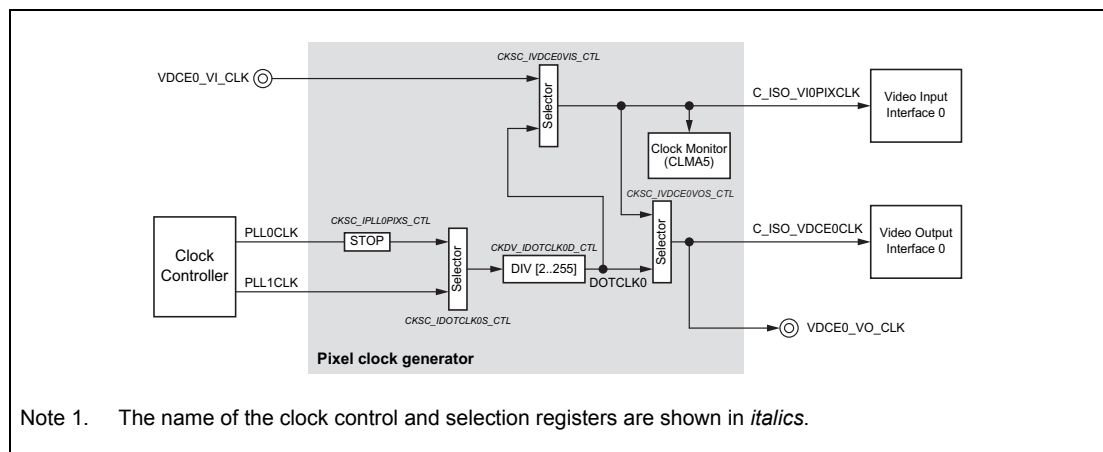 CKSC_IVDCE0VIS_CTL
VDCE0_VI_CLK
Selector
C_ISO_VI0PIXCLK
Video Input
Interface 0
Clock Monitor
(CLMA5)
CKSC_IVDCE0VOS_CTL
CKSC_IPLL0PIXS_CTL
PLL0CLK
STOP
Clock
Controller
PLL1CLK
Selector
CKDV_IDOTCLK0D_CTL
DIV [2..255]
DOTCLK0
Selector
C_ISO_VDCE0CLK
Video Output
Interface 0
CKSC_IDOTCLK0S_CTL
VDCE0_VO_CLK
Pixel clock generator
Note 1. The name of the clock control and selection registers are shown in italics.